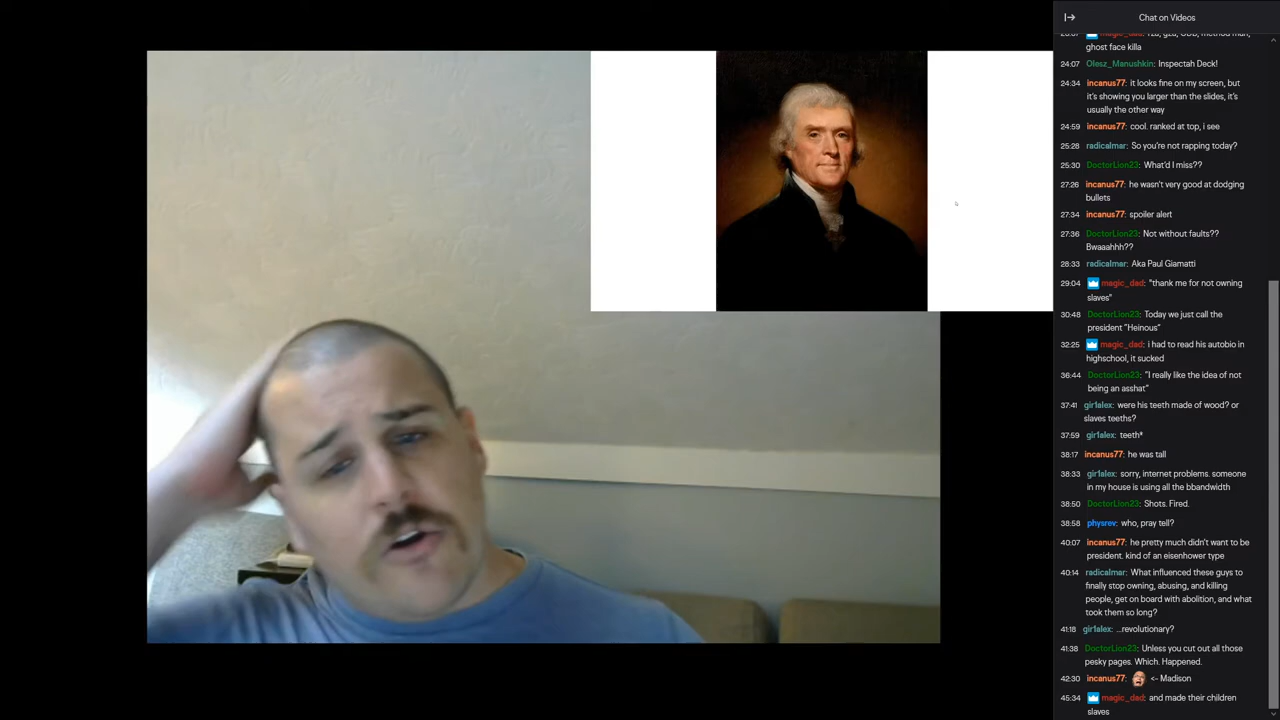 Chat on Videos
ghost face killa
24:07 Olesz_Manushkin: Inspectah Deck!
24:34 incanus77: it looks fine on my screen, but
it's showing you larger than the slides, it's
usually the other way
24:59 incanus77: cool. ranked at top, i see
25:28 radicalmar: So you're not rapping today?
25:30 DoctorLion23: What'd I miss??
27:26 incanus77: he wasn't very good at dodging
bullets
27:34 incanus77: spoiler alert
27:36 DoctorLion23: Not without faults??
Bwaaahhh??
28:33 radicalmar: Aka Paul Giamatti
29:04 magic_dad: "thank me for not owning
slaves"
30:48 DoctorLion23: Today we just call the
president "Heinous"
32:25 magic_dad: i had to read his autobio in
highschool, it sucked
36:44 DoctorLion23: "I really like the idea of not
being an asshat"
37:41 gir1alex: were his teeth made of wood? or
slaves teeths?
37:59 gir1alex: teeth*
38:17 incanus77: he was tall
38:33 gir1alex: sorry, internet problems. someone
in my house is using all the bbandwidth
38:50 DoctorLion23: Shots. Fired.
38:58 physrev: who, pray tell?
40:07 incanus77: he pretty much didn't want to be
president. kind of an eisenhower type
40:14 radicalmar: What influenced these guys to
finally stop owning, abusing, and killing
people, get on board with abolition, and what
took them so long?
41:18 gir1alex: ...revolutionary?
41:38 DoctorLion23: Unless you cut out all those
pesky pages. Which. Happened.
42:30 incanus77: <- Madison
45:34 magic_dad: and made their children
slaves